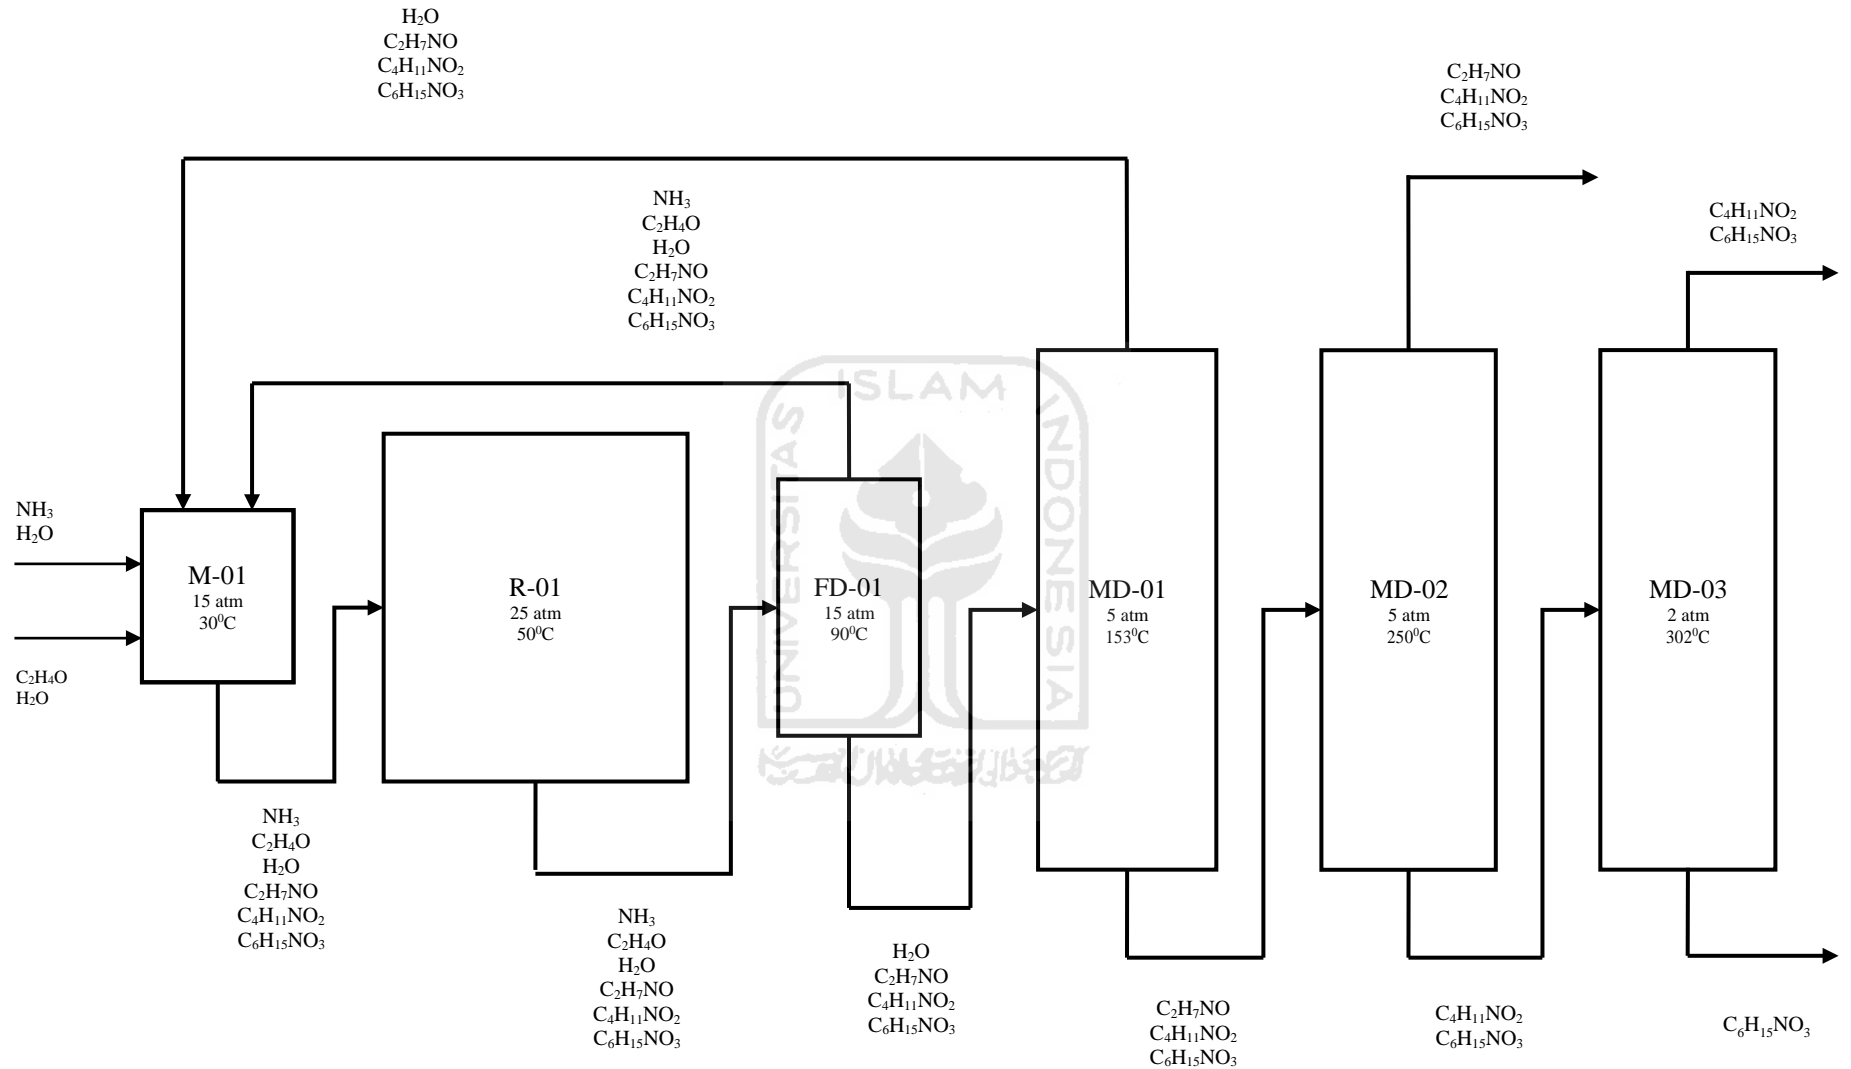 H₂O
C₂H₇NO
C₄H₁₁NO₂
C₆H₁₅NO₃
C₂H₇NO
C₄H₁₁NO₂
C₆H₁₅NO₃
NH₃
C₂H₄O
H₂O
C₂H₇NO
C₄H₁₁NO₂
C₆H₁₅NO₃
C₄H₁₁NO₂
C₆H₁₅NO₃
UNIVERSITAS
ISLAM
INDONESIA
NH₃
H₂O
C₂H₄O
H₂O
M-01
15 atm
30⁰C
R-01
25 atm
50⁰C
FD-01
15 atm
90⁰C
MD-01
5 atm
153⁰C
MD-02
5 atm
250⁰C
MD-03
2 atm
302⁰C
NH₃
C₂H₄O
H₂O
C₂H₇NO
C₄H₁₁NO₂
C₆H₁₅NO₃
NH₃
C₂H₄O
H₂O
C₂H₇NO
C₄H₁₁NO₂
C₆H₁₅NO₃
H₂O
C₂H₇NO
C₄H₁₁NO₂
C₆H₁₅NO₃
C₂H₇NO
C₄H₁₁NO₂
C₆H₁₅NO₃
C₄H₁₁NO₂
C₆H₁₅NO₃
C₆H₁₅NO₃